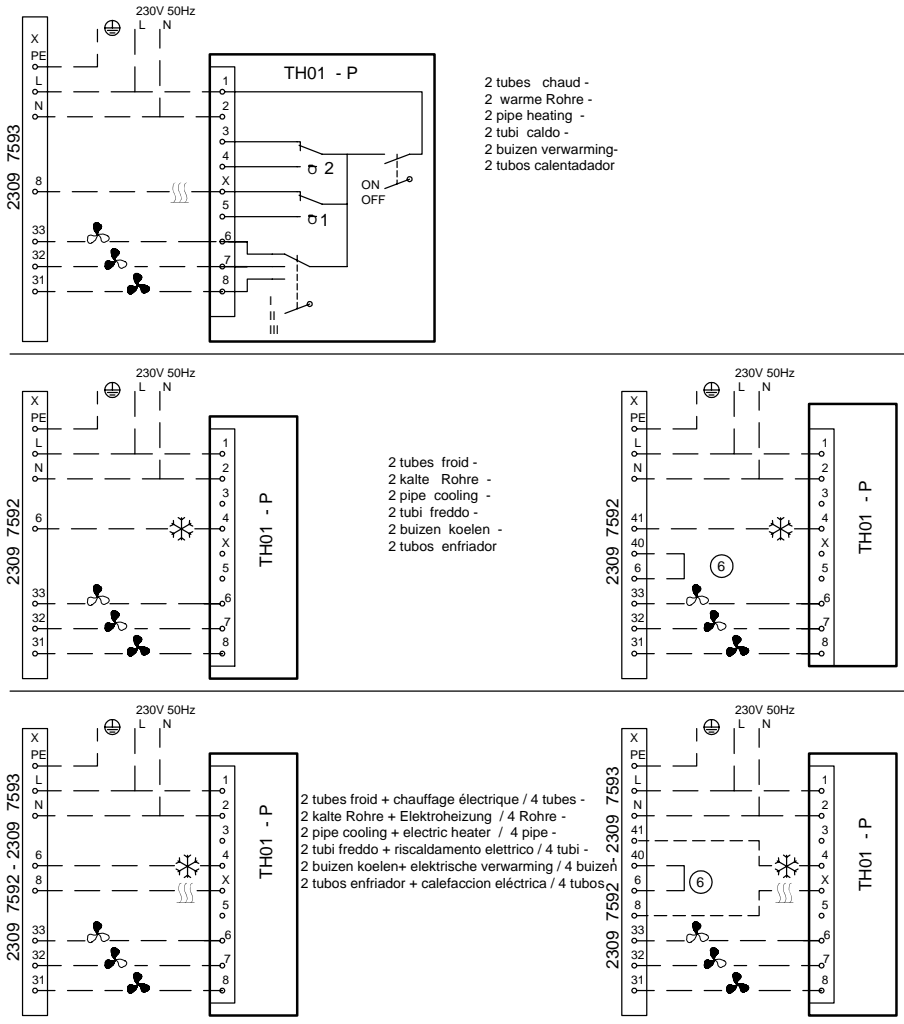 230V 50Hz
L N
X
PE
L
N
8
33
32
31
2309 7593
TH01 - P
1
2
3
4
X
5
6
7
8
2
1
ON
OFF
I
II
III
2 tubes chaud -
2 warme Rohre -
2 pipe heating -
2 tubi caldo -
2 buizen verwarming-
2 tubos calentadador
230V 50Hz
L N
X
PE
L
N
6
33
32
31
2309 7592
1
2
3
4
X
5
6
7
8
TH01 - P
2 tubes froid -
2 kalte Rohre -
2 pipe cooling -
2 tubi freddo -
2 buizen koelen -
2 tubos enfriador
230V 50Hz
L N
X
PE
L
N
41
40
6
33
32
31
2309 7592
6
1
2
3
4
X
5
6
7
8
TH01 - P
230V 50Hz
L N
X
PE
L
N
6
8
33
32
31
2309 7592 - 2309 7593
1
2
3
4
X
5
6
7
8
TH01 - P
2 tubes froid + chauffage électrique / 4 tubes -
2 kalte Rohre + Elektroheizung / 4 Rohre -
2 pipe cooling + electric heater / 4 pipe -
2 tubi freddo + riscaldamento elettrico / 4 tubi -
2 buizen koelen+ elektrische verwarming / 4 buizen -
2 tubos enfriador + calefaccion eléctrica / 4 tubos
230V 50Hz
L N
X
PE
L
N
41
40
6
8
33
32
31
2309 7592 - 2309 7593
6
1
2
3
4
X
5
6
7
8
TH01 - P